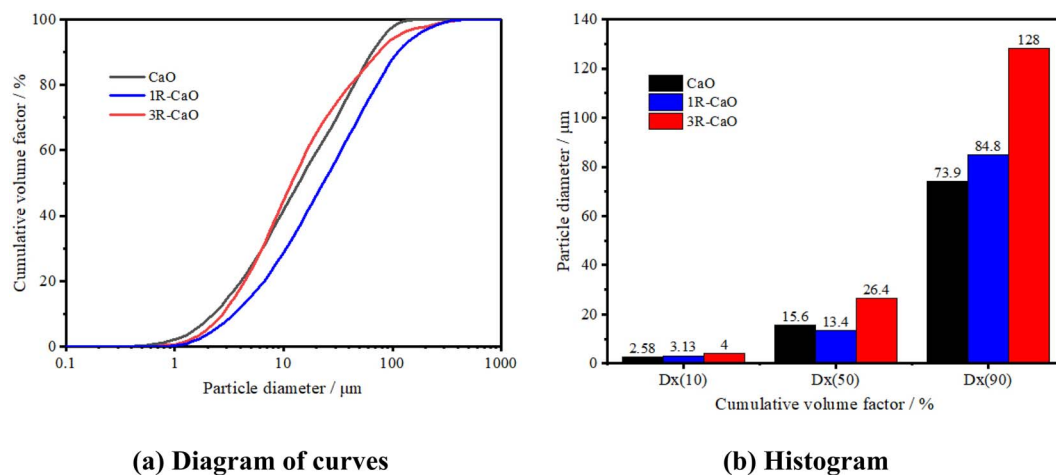 100
80
60
40
20
0
0.1
1
10
100
1000
Cumulative volume factor / %
Particle diameter / μm
CaO
1R-CaO
3R-CaO
(a) Diagram of curves
140
120
100
80
60
40
20
0
Particle diameter / μm
CaO
1R-CaO
3R-CaO
2.58
3.13
4
15.6
13.4
26.4
73.9
84.8
128
Dx(10)
Dx(50)
Dx(90)
Cumulative volume factor / %
(b) Histogram